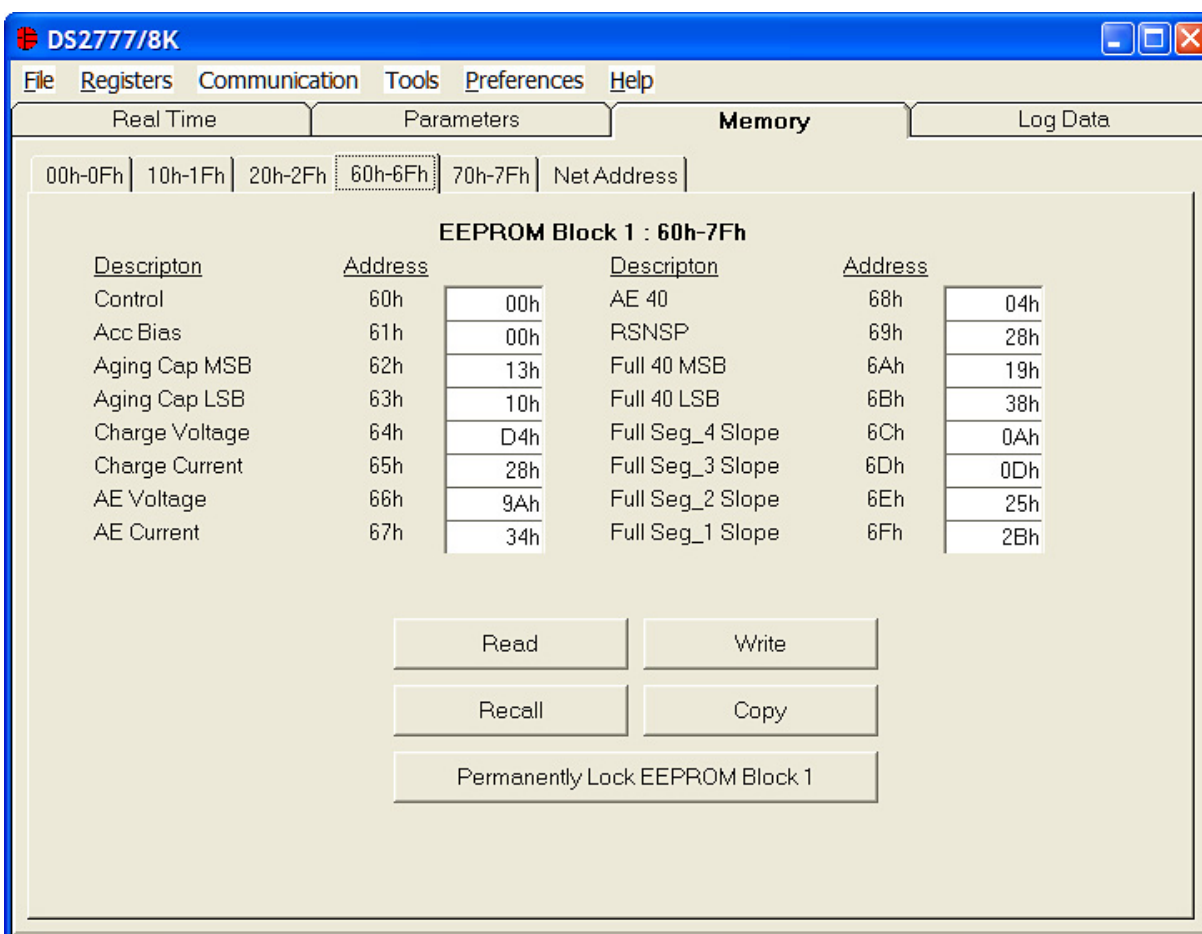 DS2777/8K
File Registers Communication Tools Preferences Help
Real Time Parameters Memory Log Data
00h-0Fh 10h-1Fh 20h-2Fh 60h-6Fh 70h-7Fh Net Address
EEPROM Block 1 : 60h-7Fh
Descripton Address Descripton Address
Control 60h 00h AE 40 68h 04h
Acc Bias 61h 00h RSNSP 69h 28h
Aging Cap MSB 62h 13h Full 40 MSB 6Ah 19h
Aging Cap LSB 63h 10h Full 40 LSB 6Bh 38h
Charge Voltage 64h D4h Full Seg_4 Slope 6Ch 0Ah
Charge Current 65h 28h Full Seg_3 Slope 6Dh 0Dh
AE Voltage 66h 9Ah Full Seg_2 Slope 6Eh 25h
AE Current 67h 34h Full Seg_1 Slope 6Fh 2Bh
Read Write
Recall Copy
Permanently Lock EEPROM Block 1